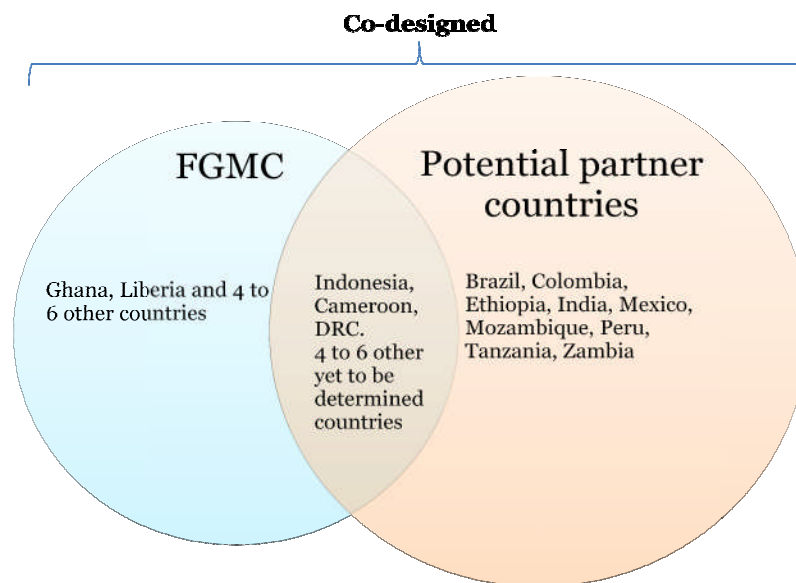 Co-designed
FGMC
Potential partner
countries
Ghana, Liberia and 4 to
6 other countries
Indonesia,
Cameroon,
DRC.
4 to 6 other
yet to be
determined
countries
Brazil, Colombia,
Ethiopia, India, Mexico,
Mozambique, Peru,
Tanzania, Zambia